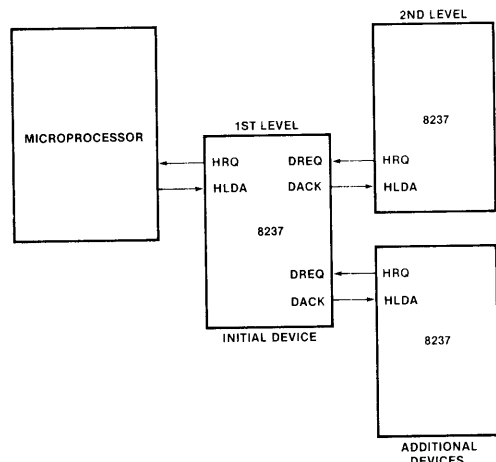 2ND LEVEL
8237
HRQ
HLDA
MICROPROCESSOR
1ST LEVEL
HRQ DREQ
HLDA DACK
8237
DREQ
DACK
INITIAL DEVICE
HRQ
HLDA
8237
ADDITIONAL
DEVICES